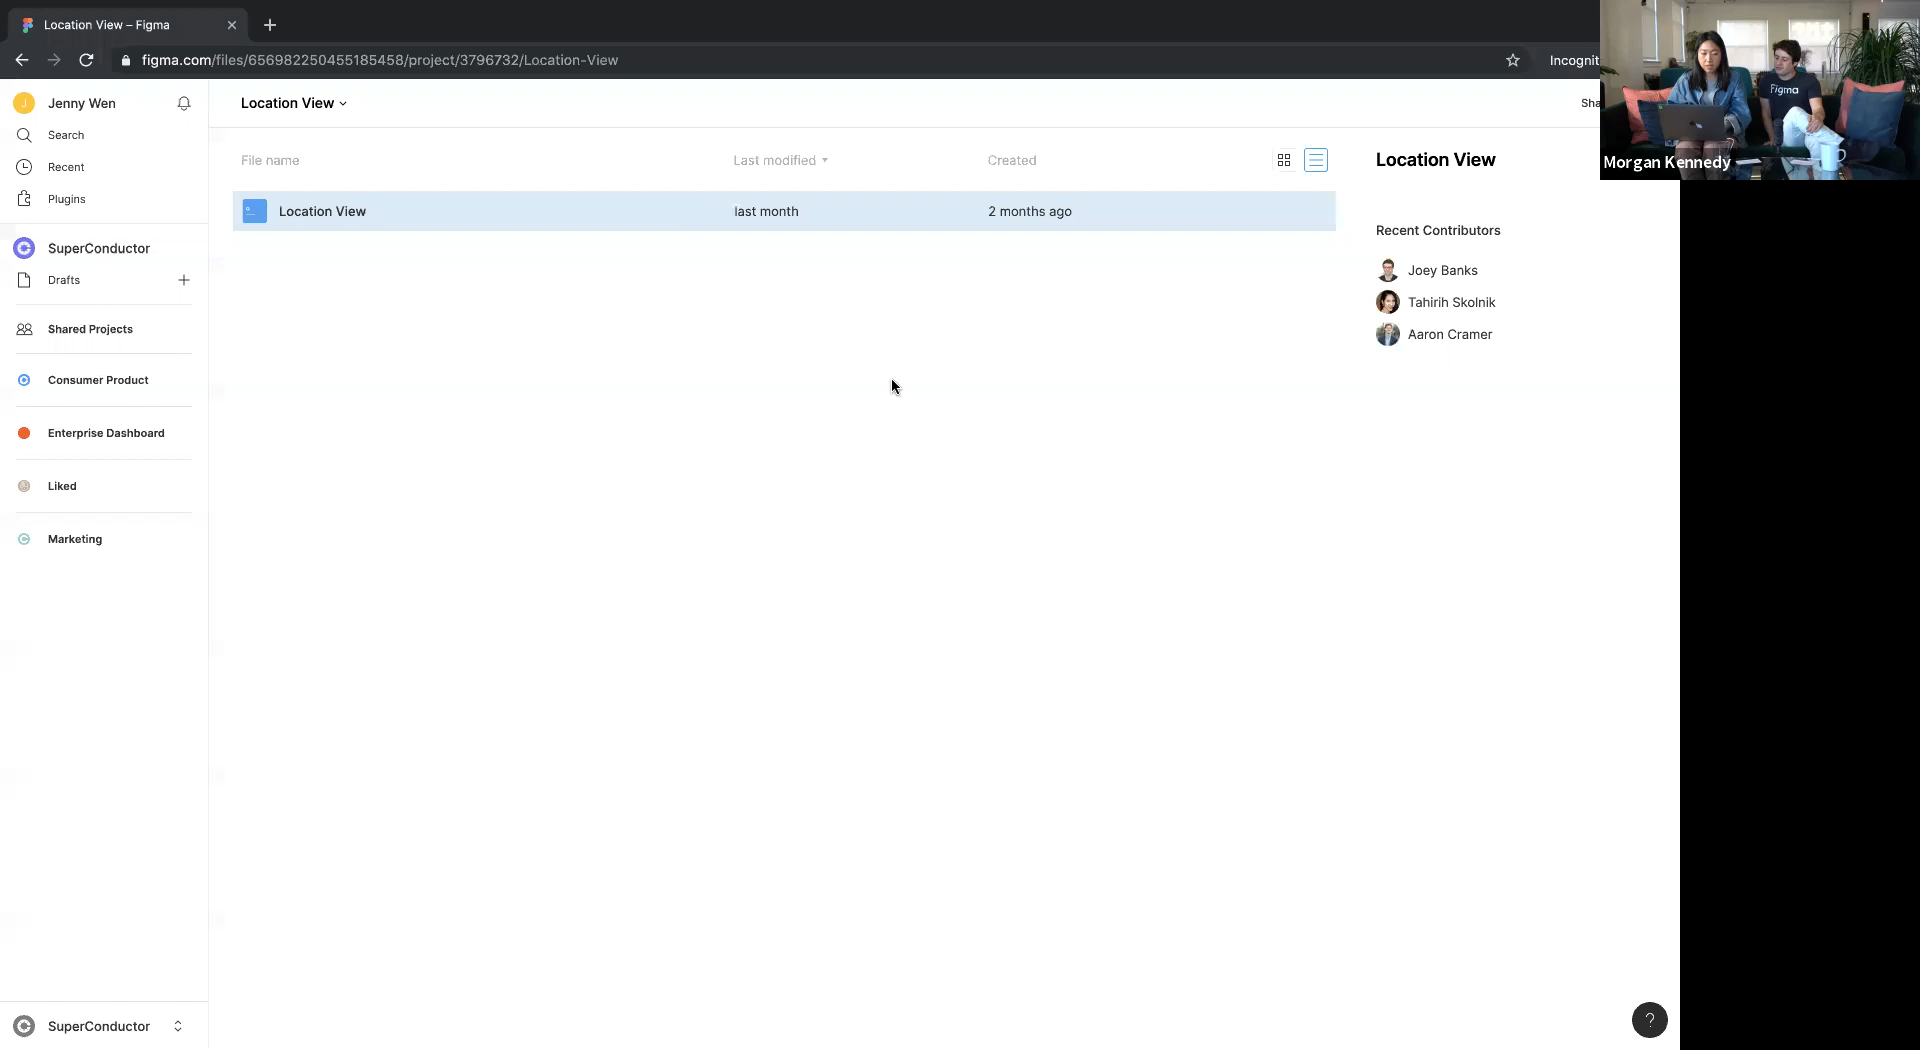 Location View – Figma
figma.com/files/656982250455185458/project/3796732/Location-View
Incognit
Jenny Wen
Search
Recent
Plugins
SuperConductor
Drafts
Shared Projects
Consumer Product
Enterprise Dashboard
Liked
Marketing
SuperConductor
Location View
Sha
File name
Last modified
Created
Location View
last month
2 months ago
Location View
Recent Contributors
Joey Banks
Tahirih Skolnik
Aaron Cramer
Figma
Morgan Kennedy
?